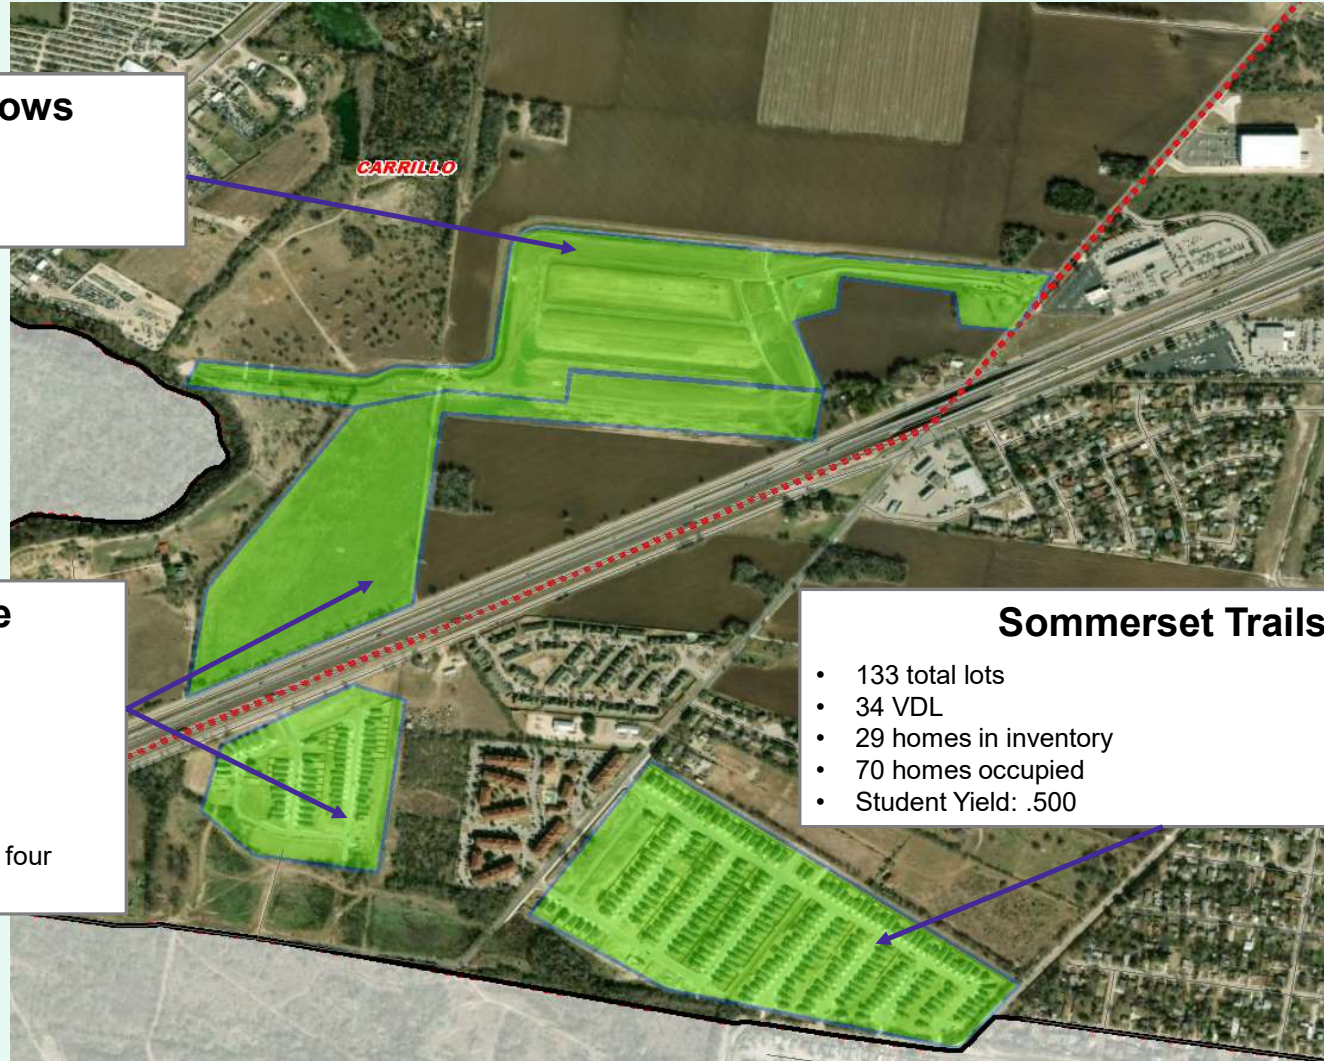 ows
CARRILLO
e
four
Sommerset Trails
• 133 total lots
• 34 VDL
• 29 homes in inventory
• 70 homes occupied
• Student Yield: .500